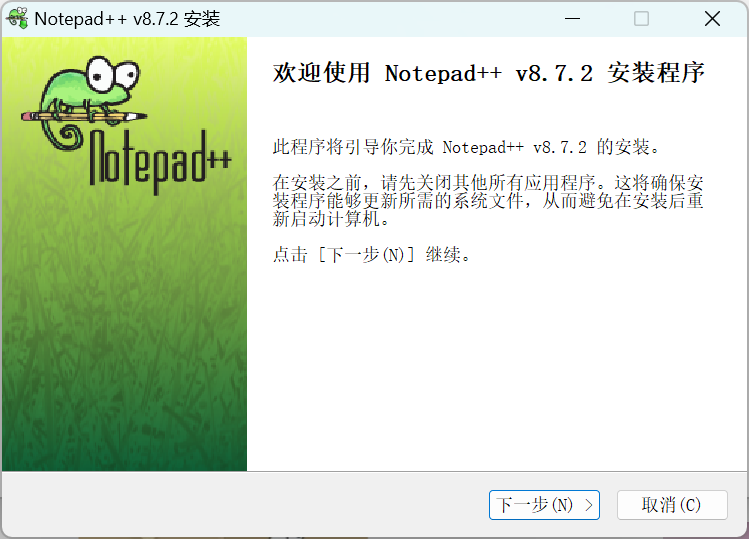 Notepad++ v8.7.2 安装
Notepad++
欢迎使用 Notepad++ v8.7.2 安装程序
此程序将引导你完成 Notepad++ v8.7.2 的安装。
在安装之前，请先关闭其他所有应用程序。这将确保安
装程序能够更新所需的系统文件，从而避免在安装后重
新启动计算机。
点击 [下一步(N)] 继续。
下一步(N) >
取消(C)